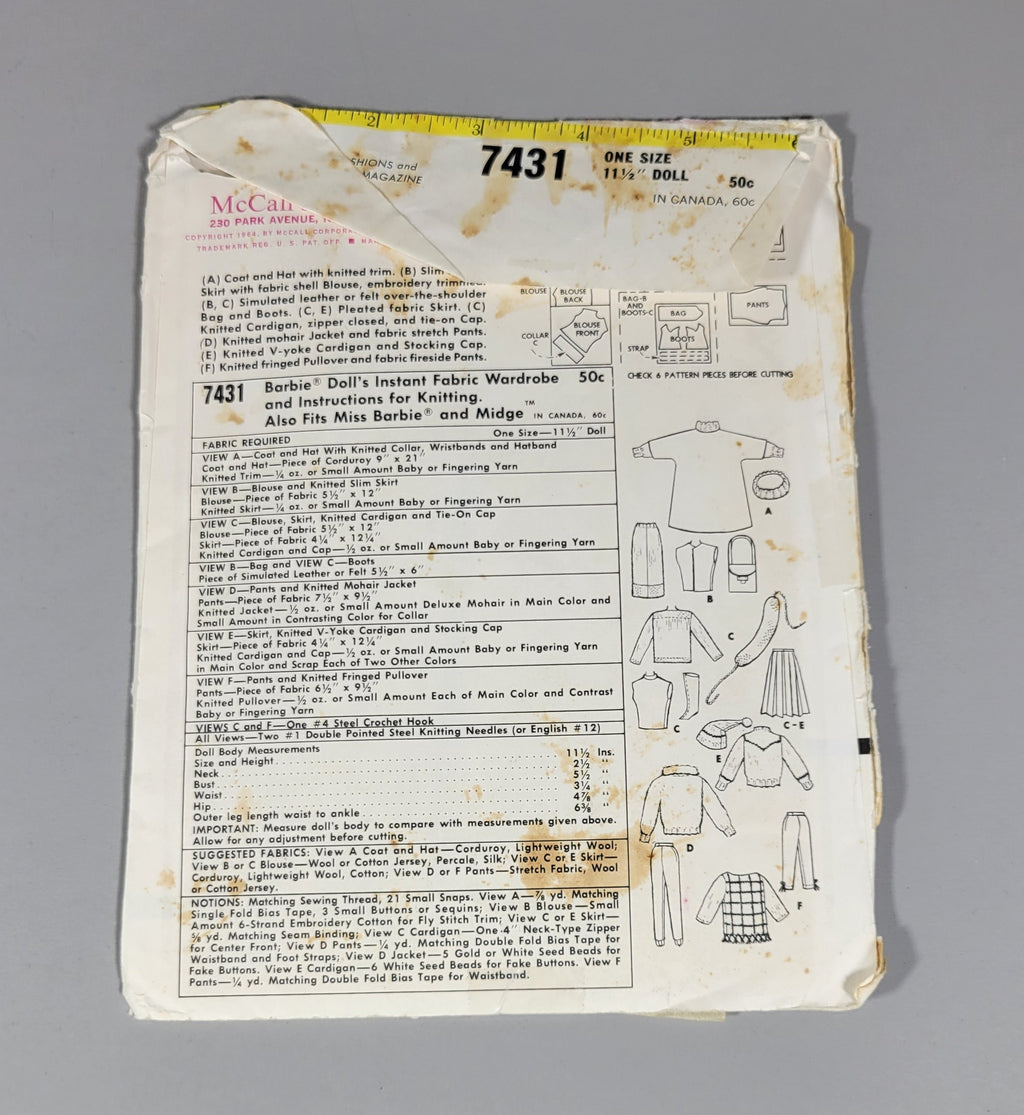 2 3 4 5
SHIONS and
MAGAZINE
7431
ONE SIZE
11½" DOLL
50c
IN CANADA, 60c
McCall
230 PARK AVENUE,
COPYRIGHT 1964, BY McCALL
TRADEMARK REG. U. S. PAT. OFF.
(A) Coat and Hat with knitted trim. (B) Slim
Skirt with fabric shell Blouse, embroidery trimmed.
(B, C) Simulated leather or felt over-the-shoulder
Bag and Boots. (C, E) Pleated fabric Skirt. (C)
Knitted Cardigan, zipper closed, and tie-on Cap.
(D) Knitted mohair Jacket and fabric stretch Pants.
(E) Knitted V-yoke Cardigan and Stocking Cap.
(F) Knitted fringed Pullover and fabric fireside Pants.
BLOUSE
BLOUSE
BACK
COLLAR
C
BLOUSE
FRONT
BAG-B
AND
BOOTS-C
BAG
BOOTS
STRAP
PANTS
CHECK 6 PATTERN PIECES BEFORE CUTTING
7431
Barbie® Doll's Instant Fabric Wardrobe 50c
and Instructions for Knitting.
Also Fits Miss Barbie® and Midge™ IN CANADA, 60c
FABRIC REQUIRED One Size—11½" Doll
VIEW A—Coat and Hat With Knitted Collar, Wristbands and Hatband
Coat and Hat—Piece of Corduroy 9" x 21"
Knitted Trim—¼ oz. or Small Amount Baby or Fingering Yarn
VIEW B—Blouse and Knitted Slim Skirt
Blouse—Piece of Fabric 5½" x 12"
Knitted Skirt—¼ oz. or Small Amount Baby or Fingering Yarn
VIEW C—Blouse, Skirt, Knitted Cardigan and Tie-On Cap
Blouse—Piece of Fabric 5½" x 12"
Skirt—Piece of Fabric 4¼" x 12¼"
Knitted Cardigan and Cap—½ oz. or Small Amount Baby or Fingering Yarn
VIEW B—Bag and VIEW C—Boots
Piece of Simulated Leather or Felt 5½" x 6"
VIEW D—Pants and Knitted Mohair Jacket
Pants—Piece of Fabric 7½" x 9½"
Knitted Jacket—½ oz. or Small Amount Deluxe Mohair in Main Color and
Small Amount in Contrasting Color for Collar
VIEW E—Skirt, Knitted V-Yoke Cardigan and Stocking Cap
Skirt—Piece of Fabric 4¼" x 12¼"
Knitted Cardigan and Cap—½ oz. or Small Amount Baby or Fingering Yarn
in Main Color and Scrap Each of Two Other Colors
VIEW F—Pants and Knitted Fringed Pullover
Pants—Piece of Fabric 6½" x 9½"
Knitted Pullover—½ oz. or Small Amount Each of Main Color and Contrast
Baby or Fingering Yarn
VIEWS C and F—One #4 Steel Crochet Hook
All Views—Two #1 Double Pointed Steel Knitting Needles (or English #12)
Doll Body Measurements
Size and Height 11½ Ins.
Neck 2½ "
Bust 5½ "
Waist 3¼ "
Hip 4⅞ "
Outer leg length waist to ankle 6⅜ "
IMPORTANT: Measure doll's body to compare with measurements given above.
Allow for any adjustment before cutting.
SUGGESTED FABRICS: View A Coat and Hat—Corduroy, Lightweight Wool;
View B or C Blouse—Wool or Cotton Jersey, Percale, Silk; View C or E Skirt—
Corduroy, Lightweight Wool, Cotton; View D or F Pants—Stretch Fabric, Wool
or Cotton Jersey.
NOTIONS: Matching Sewing Thread, 21 Small Snaps. View A—⅞ yd. Matching
Single Fold Bias Tape, 3 Small Buttons or Sequins; View B Blouse—Small
Amount 6-Strand Embroidery Cotton for Fly Stitch Trim; View C or E Skirt—
⅝ yd. Matching Seam Binding; View C Cardigan—One 4" Neck-Type Zipper
for Center Front; View D Pants—¼ yd. Matching Double Fold Bias Tape for
Waistband and Foot Straps; View D Jacket—5 Gold or White Seed Beads for
Fake Buttons. View E Cardigan—6 White Seed Beads for Fake Buttons. View F
Pants—¼ yd. Matching Double Fold Bias Tape for Waistband.
A
B
C
C
C-E
E
D
F